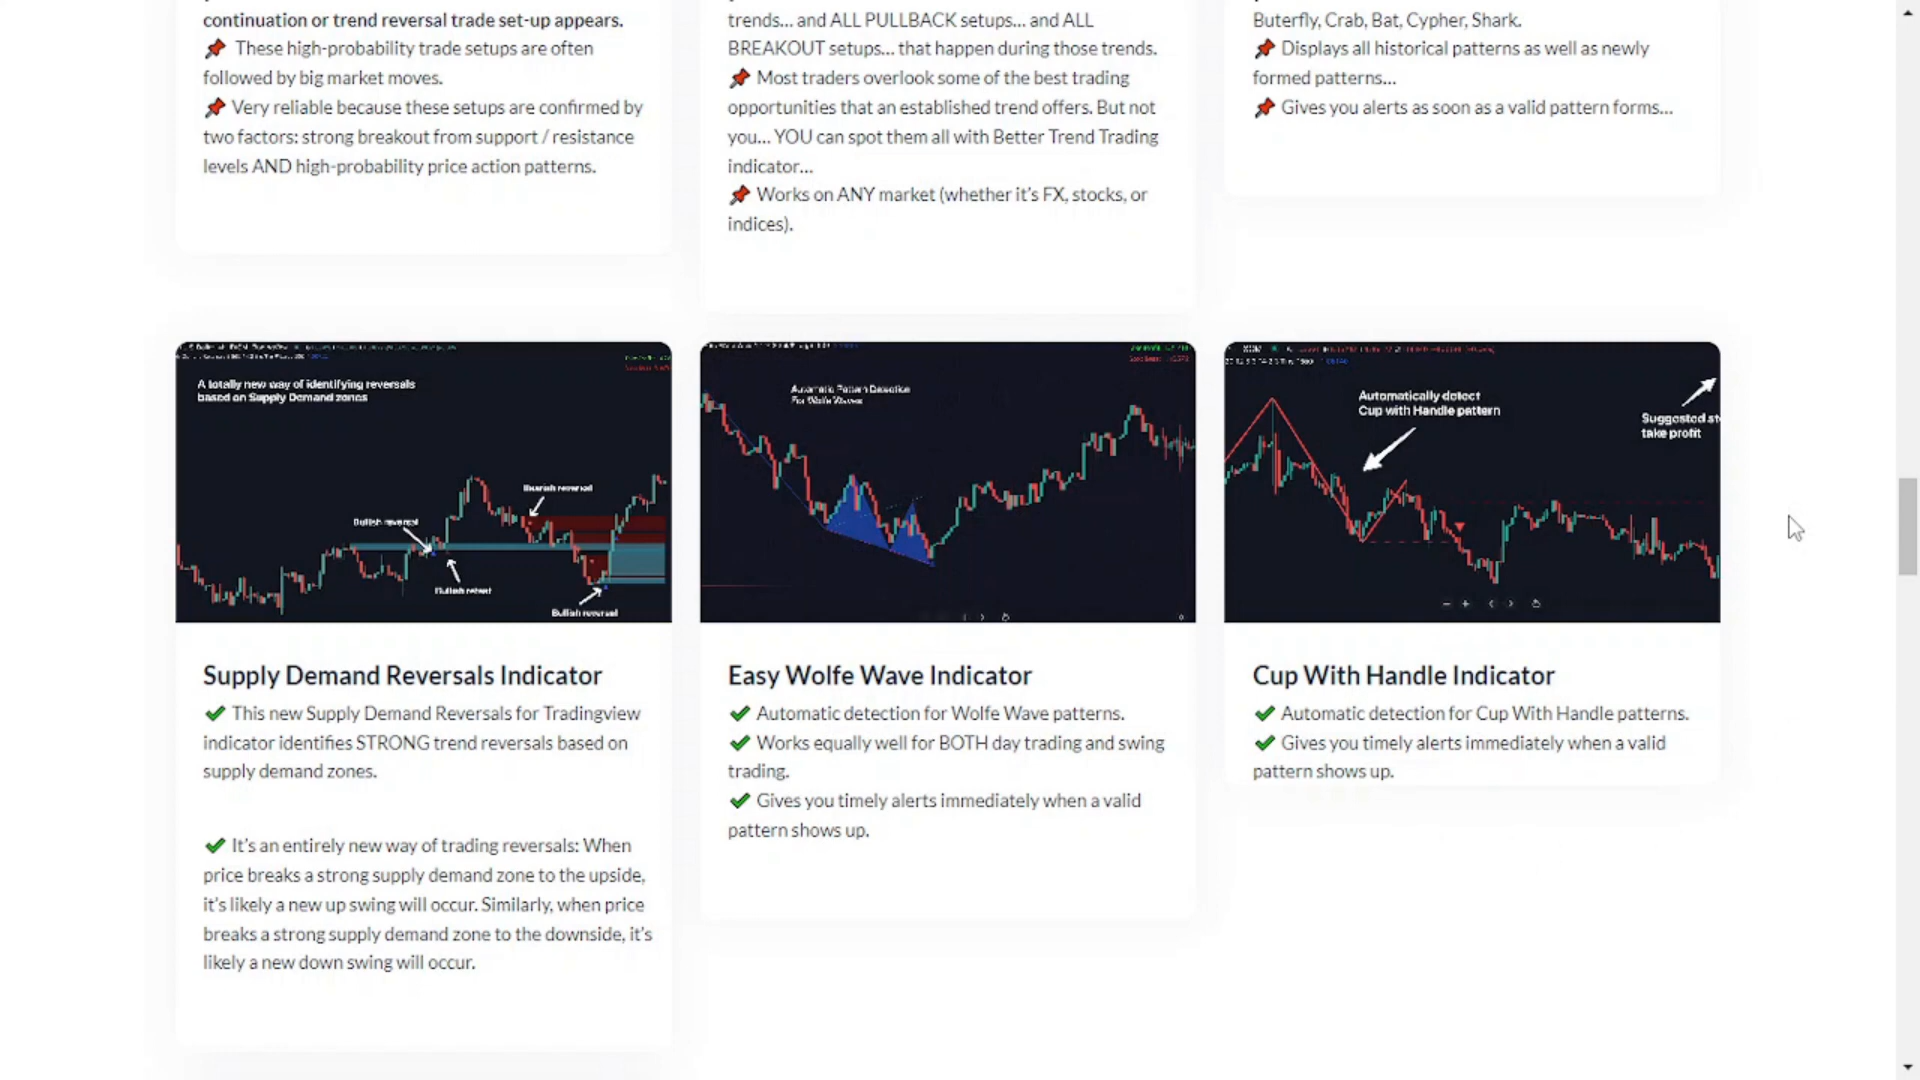 continuation or trend reversal trade set-up appears.
📌 These high-probability trade setups are often
followed by big market moves.
📌 Very reliable because these setups are confirmed by
two factors: strong breakout from support / resistance
levels AND high-probability price action patterns.
trends... and ALL PULLBACK setups... and ALL
BREAKOUT setups... that happen during those trends.
📌 Most traders overlook some of the best trading
opportunities that an established trend offers. But not
you... YOU can spot them all with Better Trend Trading
indicator...
📌 Works on ANY market (whether it's FX, stocks, or
indices).
Buterfly, Crab, Bat, Cypher, Shark.
📌 Displays all historical patterns as well as newly
formed patterns...
📌 Gives you alerts as soon as a valid pattern forms...
A totally new way of identifying reversals
based on Supply Demand zones
Bearish reversal
Bullish reversal
Bullish retest
Bullish reversal
Automatic Pattern Detection
For Wolfe Waves
Automatically detect
Cup with Handle pattern
Suggested st
take profit
Supply Demand Reversals Indicator
✔ This new Supply Demand Reversals for Tradingview
indicator identifies STRONG trend reversals based on
supply demand zones.
✔ It's an entirely new way of trading reversals: When
price breaks a strong supply demand zone to the upside,
it's likely a new up swing will occur. Similarly, when price
breaks a strong supply demand zone to the downside, it's
likely a new down swing will occur.
Easy Wolfe Wave Indicator
✔ Automatic detection for Wolfe Wave patterns.
✔ Works equally well for BOTH day trading and swing
trading.
✔ Gives you timely alerts immediately when a valid
pattern shows up.
Cup With Handle Indicator
✔ Automatic detection for Cup With Handle patterns.
✔ Gives you timely alerts immediately when a valid
pattern shows up.